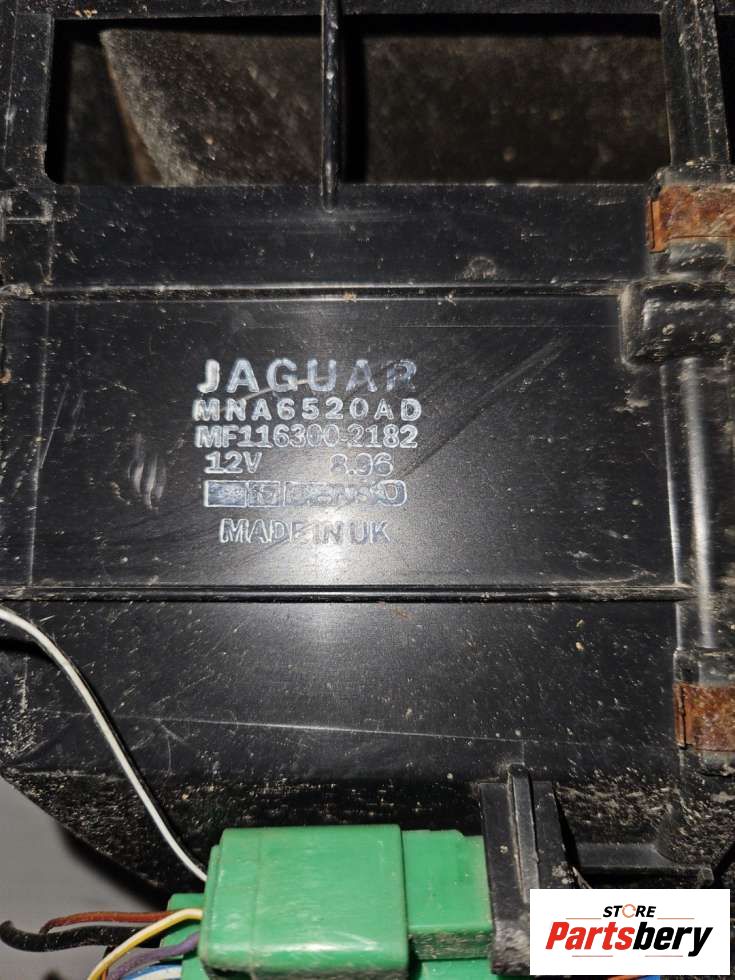 JAGUAR
MNA6520AD
MF116300-2182
12V 8.96
DENSO
MADE IN UK
STORE
Partsbery